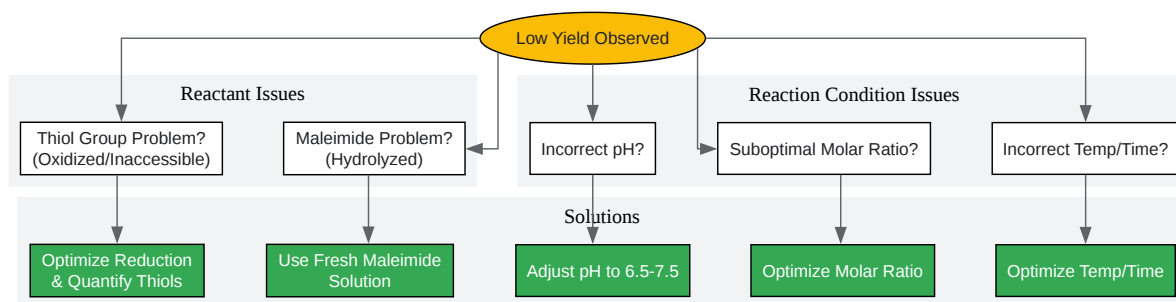 Low Yield Observed
Reactant Issues
Reaction Condition Issues
Thiol Group Problem?
(Oxidized/Inaccessible)
Maleimide Problem?
(Hydrolyzed)
Incorrect pH?
Suboptimal Molar Ratio?
Incorrect Temp/Time?
Solutions
Optimize Reduction
& Quantify Thiols
Use Fresh Maleimide
Solution
Adjust pH to 6.5-7.5
Optimize Molar Ratio
Optimize Temp/Time